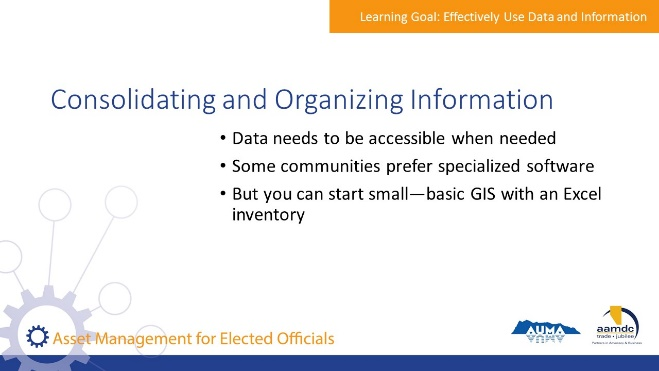 Learning Goal: Effectively Use Data and Information
Consolidating and Organizing Information
• Data needs to be accessible when needed
• Some communities prefer specialized software
• But you can start small—basic GIS with an Excel
inventory
Asset Management for Elected Officials
AUMA
aamdc
trade • jubilee